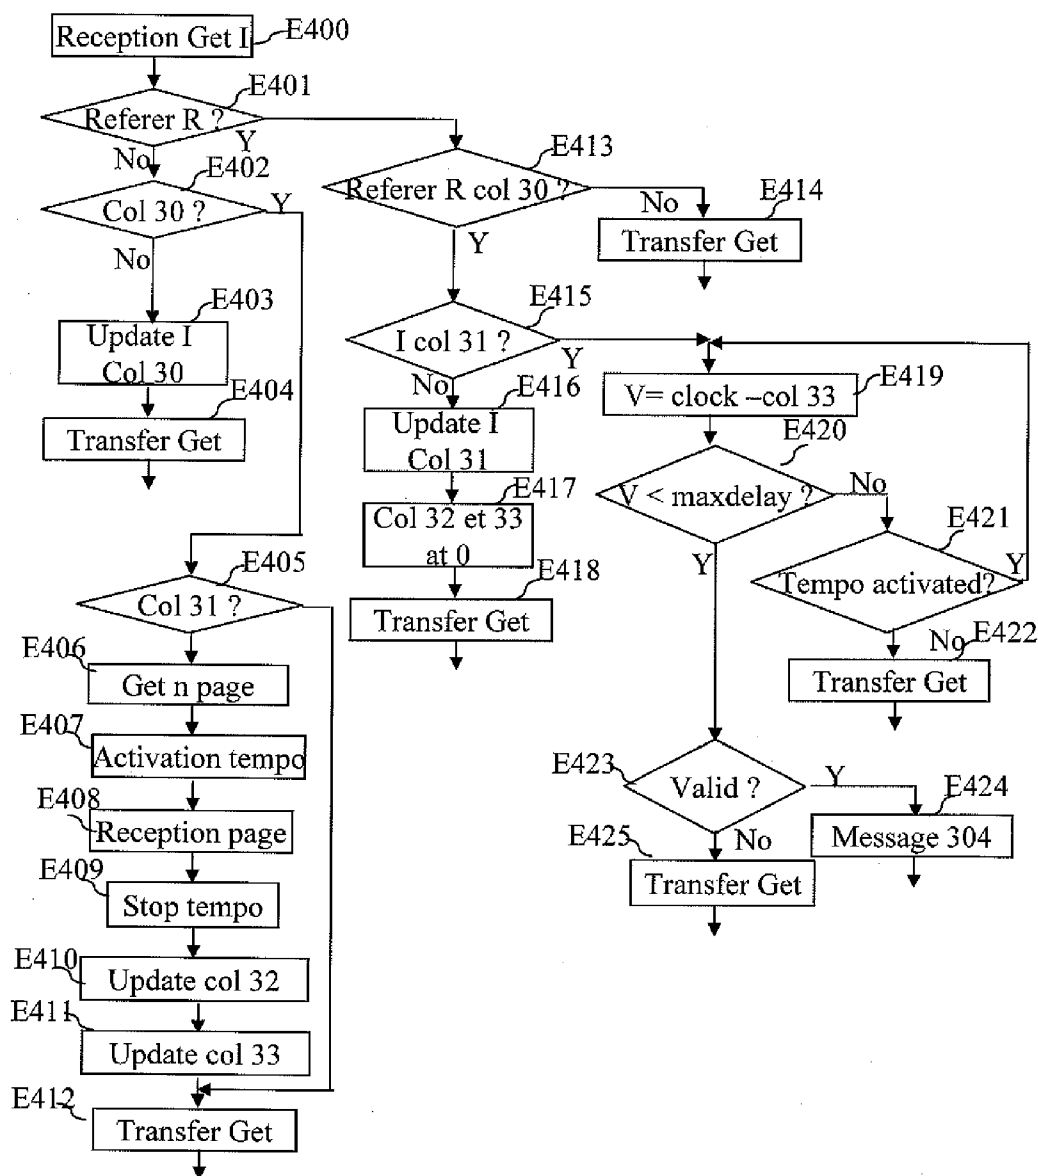 Reception Get I
E400
E401
Referer R ?
Y
No
E402
Col 30 ?
Y
No
E403
Update I
Col 30
E404
Transfer Get
E405
Col 31 ?
E406
Get n page
E407
Activation tempo
E408
Reception page
E409
Stop tempo
E410
Update col 32
E411
Update col 33
E412
Transfer Get
E413
Referer R col 30 ?
No
E414
Transfer Get
Y
E415
I col 31 ?
Y
No
E416
Update I
Col 31
E417
Col 32 et 33
at 0
E418
Transfer Get
E419
V= clock –col 33
E420
V < maxdelay ?
No
Y
E421
Tempo activated?
Y
No
E422
Transfer Get
E423
Valid ?
Y
E424
Message 304
No
E425
Transfer Get